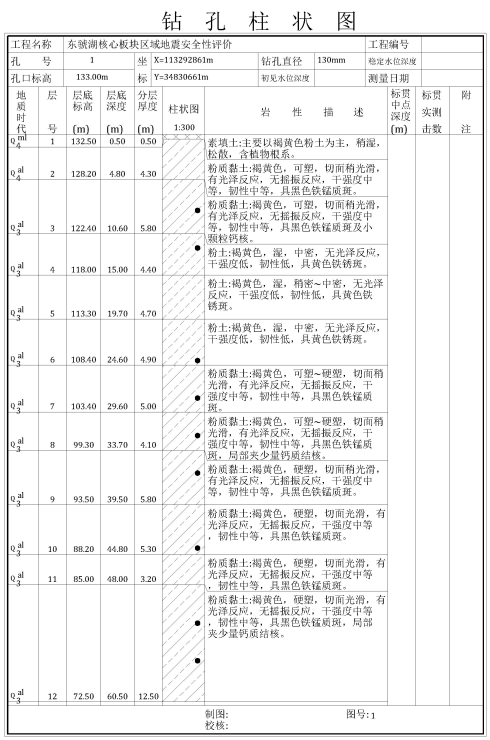 钻 孔 柱 状 图
工程名称 东虢湖核心板块区域地震安全性评价 工程编号
孔 号 1 坐 X=113292861m 钻孔直径 130mm 稳定水位深度
孔口标高 133.00m 标 Y=34830661m 初见水位深度 测量日期
地质时代 层号 层底标高(m) 层底深度(m) 分层厚度(m) 柱状图 1:300 岩 性 描 述 标贯中点深度(m) 标贯实测击数 附注
Q ml 4 1 132.50 0.50 0.50 素填土:主要以褐黄色粉土为主，稍湿，
松散，含植物根系。
Q al 4 2 128.20 4.80 4.30 粉质黏土:褐黄色，可塑，切面稍光滑，
有光泽反应，无摇振反应，干强度中
等，韧性中等，具黑色铁锰质斑。
Q al 3 3 122.40 10.60 5.80 粉质黏土:褐黄色，可塑，切面稍光滑，
有光泽反应，无摇振反应，干强度中
等，韧性中等，具黑色铁锰质斑及小
颗粒钙核。
Q al 3 4 118.00 15.00 4.40 粉土:褐黄色，湿，中密，无光泽反应，
干强度低，韧性低，具黄色铁锈斑。
Q al 3 5 113.30 19.70 4.70 粉土:褐黄色，湿，稍密~中密，无光泽
反应，干强度低，韧性低，具黄色铁
锈斑。
Q al 3 6 108.40 24.60 4.90 粉土:褐黄色，湿，中密，无光泽反应，
干强度低，韧性低，具黄色铁锈斑。
Q al 3 7 103.40 29.60 5.00 粉质黏土:褐黄色，可塑~硬塑，切面稍
光滑，有光泽反应，无摇振反应，干
强度中等，韧性中等，具黑色铁锰质
斑。
Q al 3 8 99.30 33.70 4.10 粉质黏土:褐黄色，可塑~硬塑，切面稍
光滑，有光泽反应，无摇振反应，干
强度中等，韧性中等，具黑色铁锰质
斑，局部夹少量钙质结核。
Q al 3 9 93.50 39.50 5.80 粉质黏土:褐黄色，硬塑，切面稍光滑，
有光泽反应，无摇振反应，干强度中
等，韧性中等，具黑色铁锰质斑。
Q al 3 10 88.20 44.80 5.30 粉质黏土:褐黄色，硬塑，切面光滑，有
光泽反应，无摇振反应，干强度中等
，韧性中等，具黑色铁锰质斑。
Q al 3 11 85.00 48.00 3.20 粉质黏土:褐黄色，硬塑，切面光滑，有
光泽反应，无摇振反应，干强度中等
，韧性中等，具黑色铁锰质斑。
Q al 3 12 72.50 60.50 12.50 粉质黏土:褐黄色，硬塑，切面光滑，有
光泽反应，无摇振反应，干强度中等
，韧性中等，具黑色铁锰质斑，局部
夹少量钙质结核。
制图: 图号:1
校核: